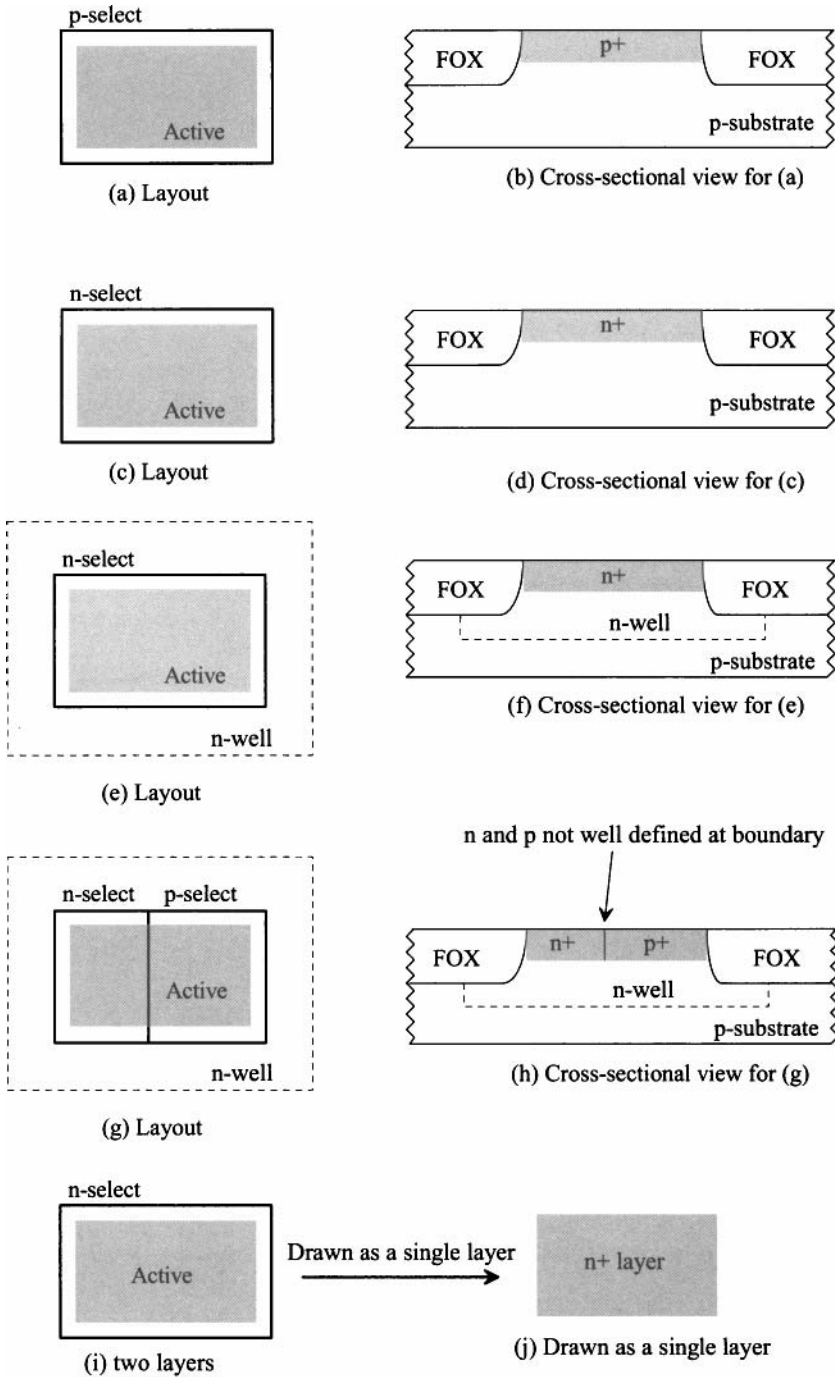 p-select
Active
(a) Layout
FOX
p+
FOX
p-substrate
(b) Cross-sectional view for (a)
n-select
Active
(c) Layout
FOX
n+
FOX
p-substrate
(d) Cross-sectional view for (c)
n-select
Active
n-well
(e) Layout
FOX
n+
FOX
n-well
p-substrate
(f) Cross-sectional view for (e)
n-select
p-select
Active
n-well
(g) Layout
n and p not well defined at boundary
FOX
n+
p+
FOX
n-well
p-substrate
(h) Cross-sectional view for (g)
n-select
Active
(i) two layers
Drawn as a single layer
n+ layer
(j) Drawn as a single layer